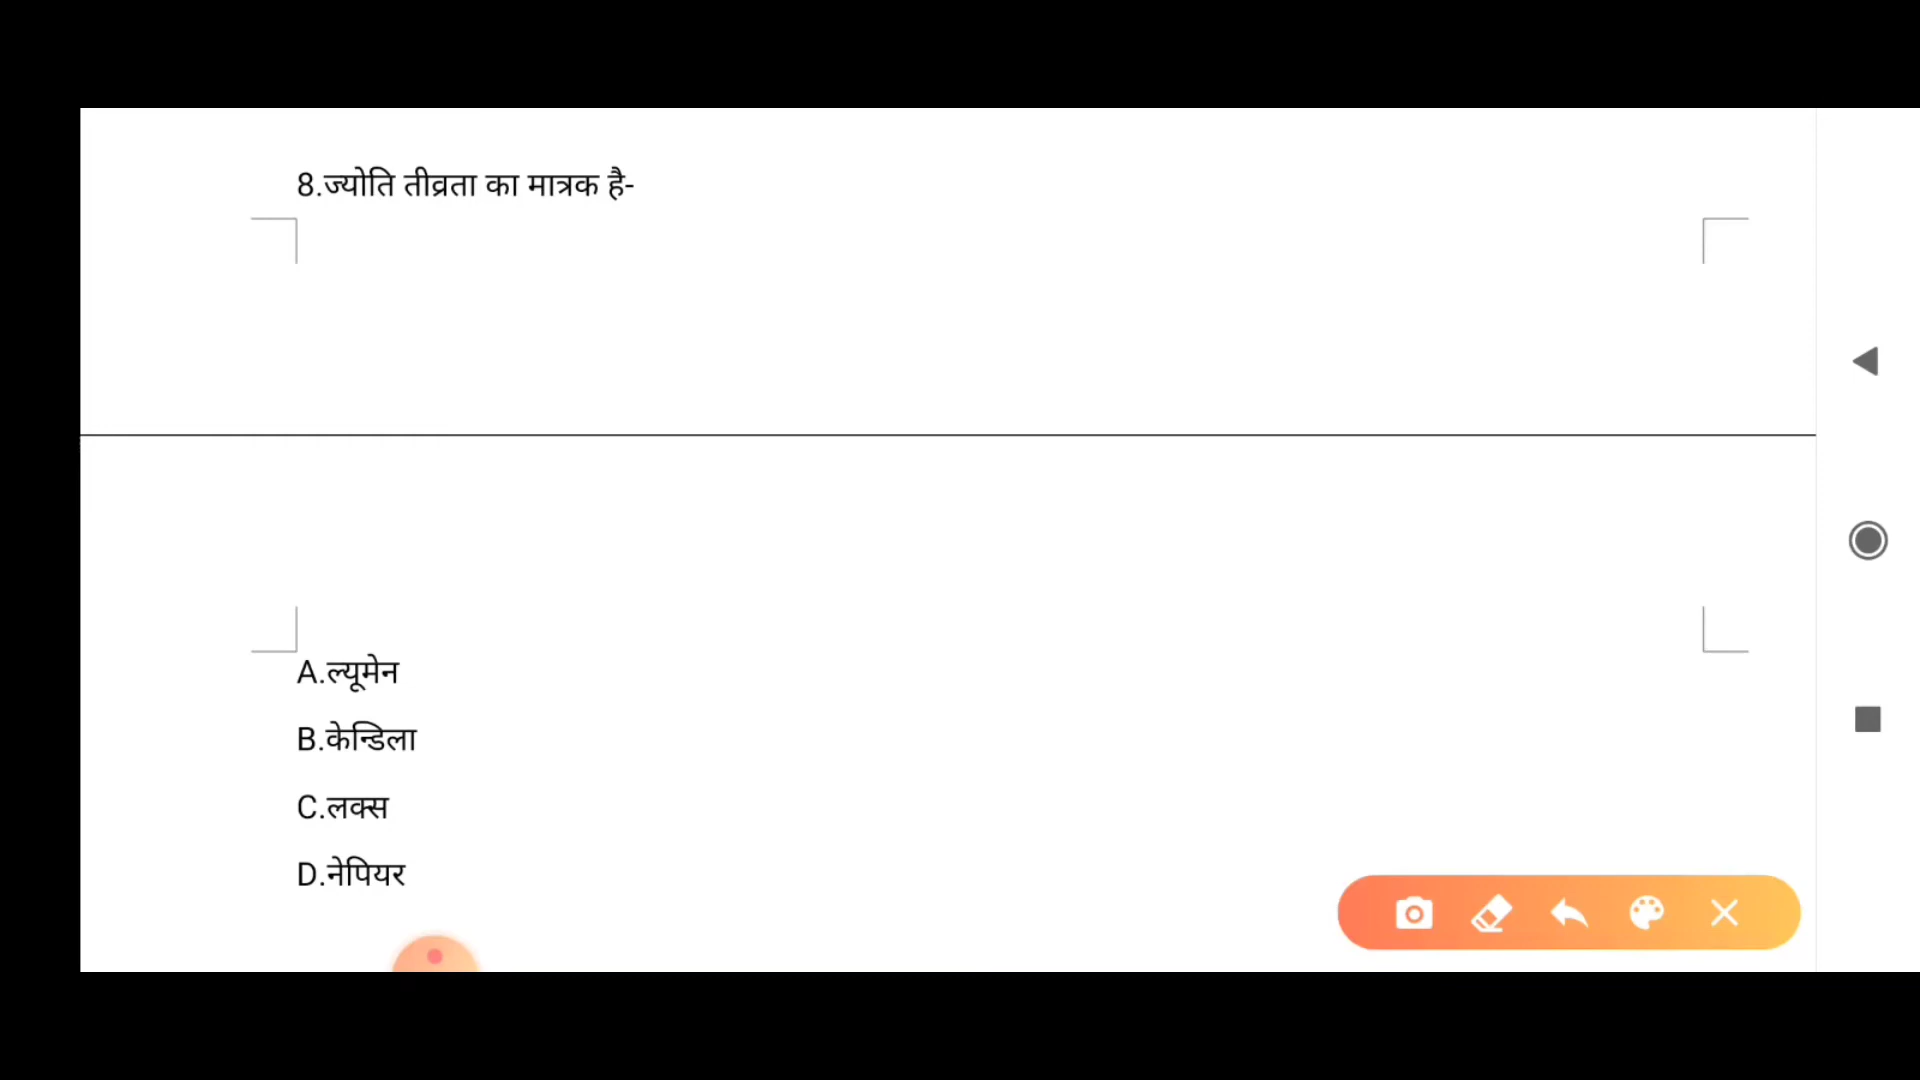 8.ज्योति तीव्रता का मात्रक है-
A.ल्यूमेन
B.केन्डिला
C.लक्स
D.नेपियर